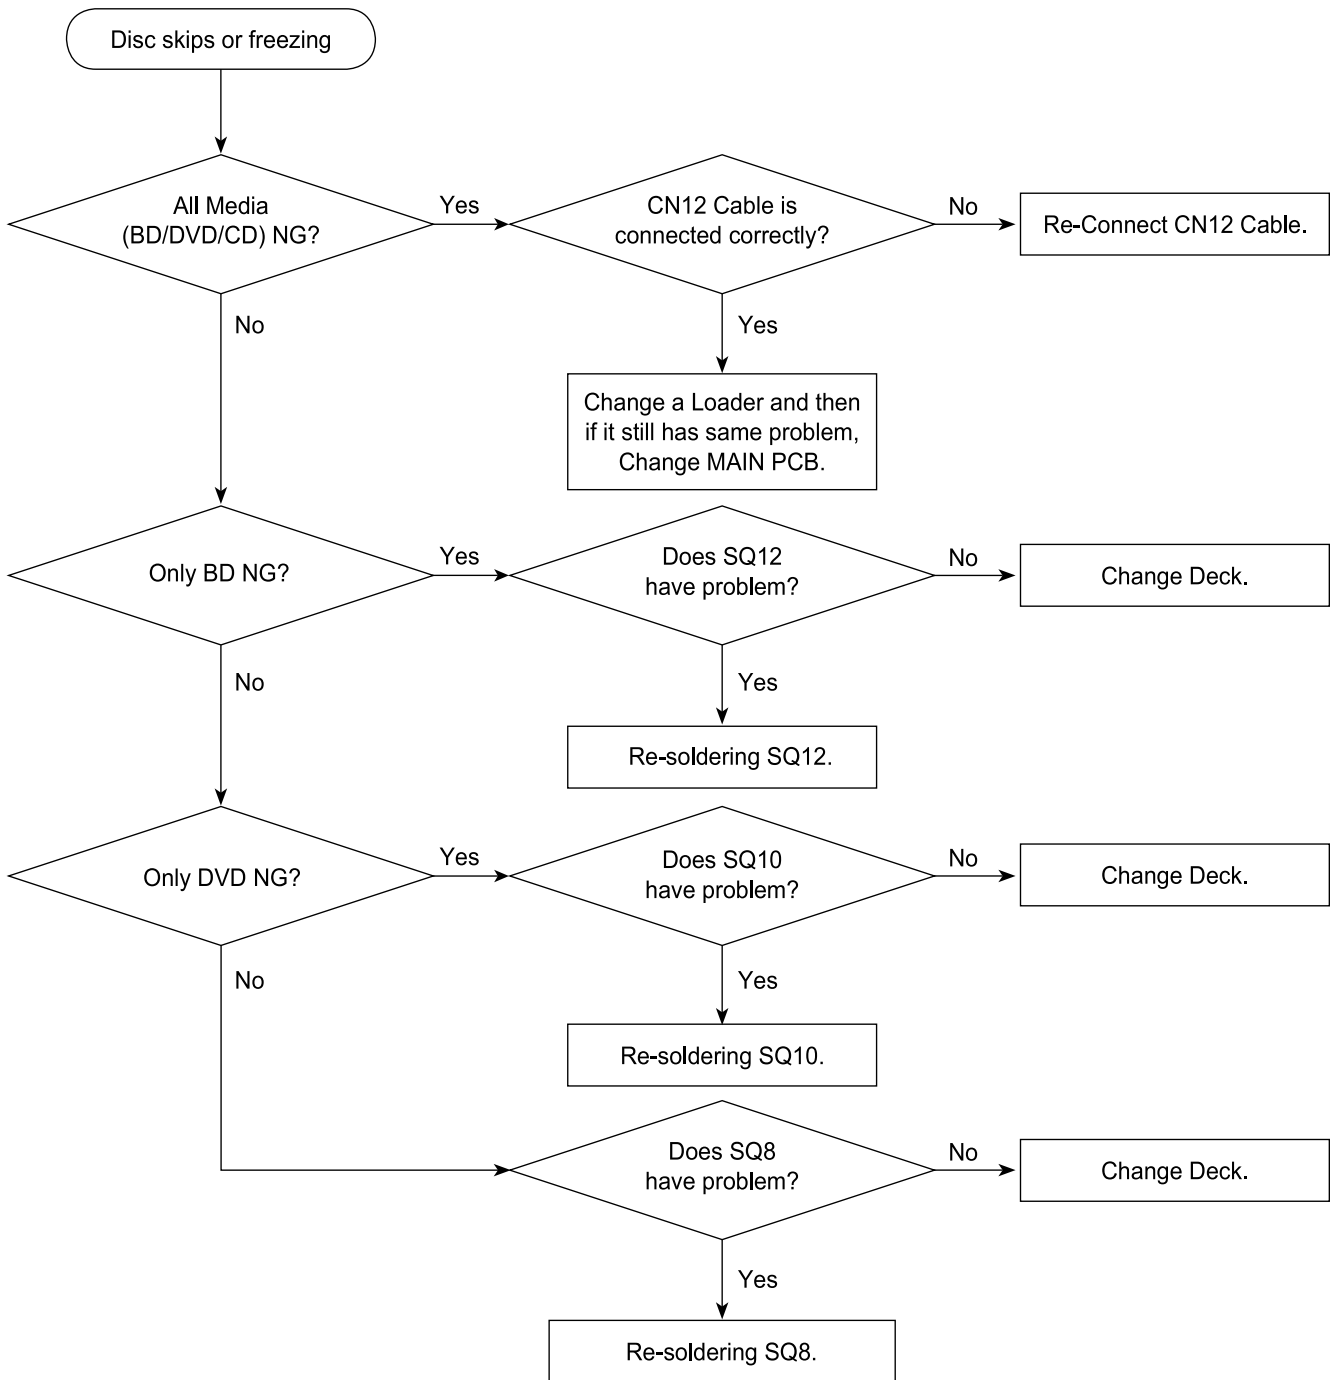 Disc skips or freezing
All Media
(BD/DVD/CD) NG?
Yes
CN12 Cable is
connected correctly?
No
Re-Connect CN12 Cable.
No
Yes
Change a Loader and then
if it still has same problem,
Change MAIN PCB.
Only BD NG?
Yes
Does SQ12
have problem?
No
Change Deck.
No
Yes
Re-soldering SQ12.
Only DVD NG?
Yes
Does SQ10
have problem?
No
Change Deck.
No
Yes
Re-soldering SQ10.
Does SQ8
have problem?
No
Change Deck.
Yes
Re-soldering SQ8.